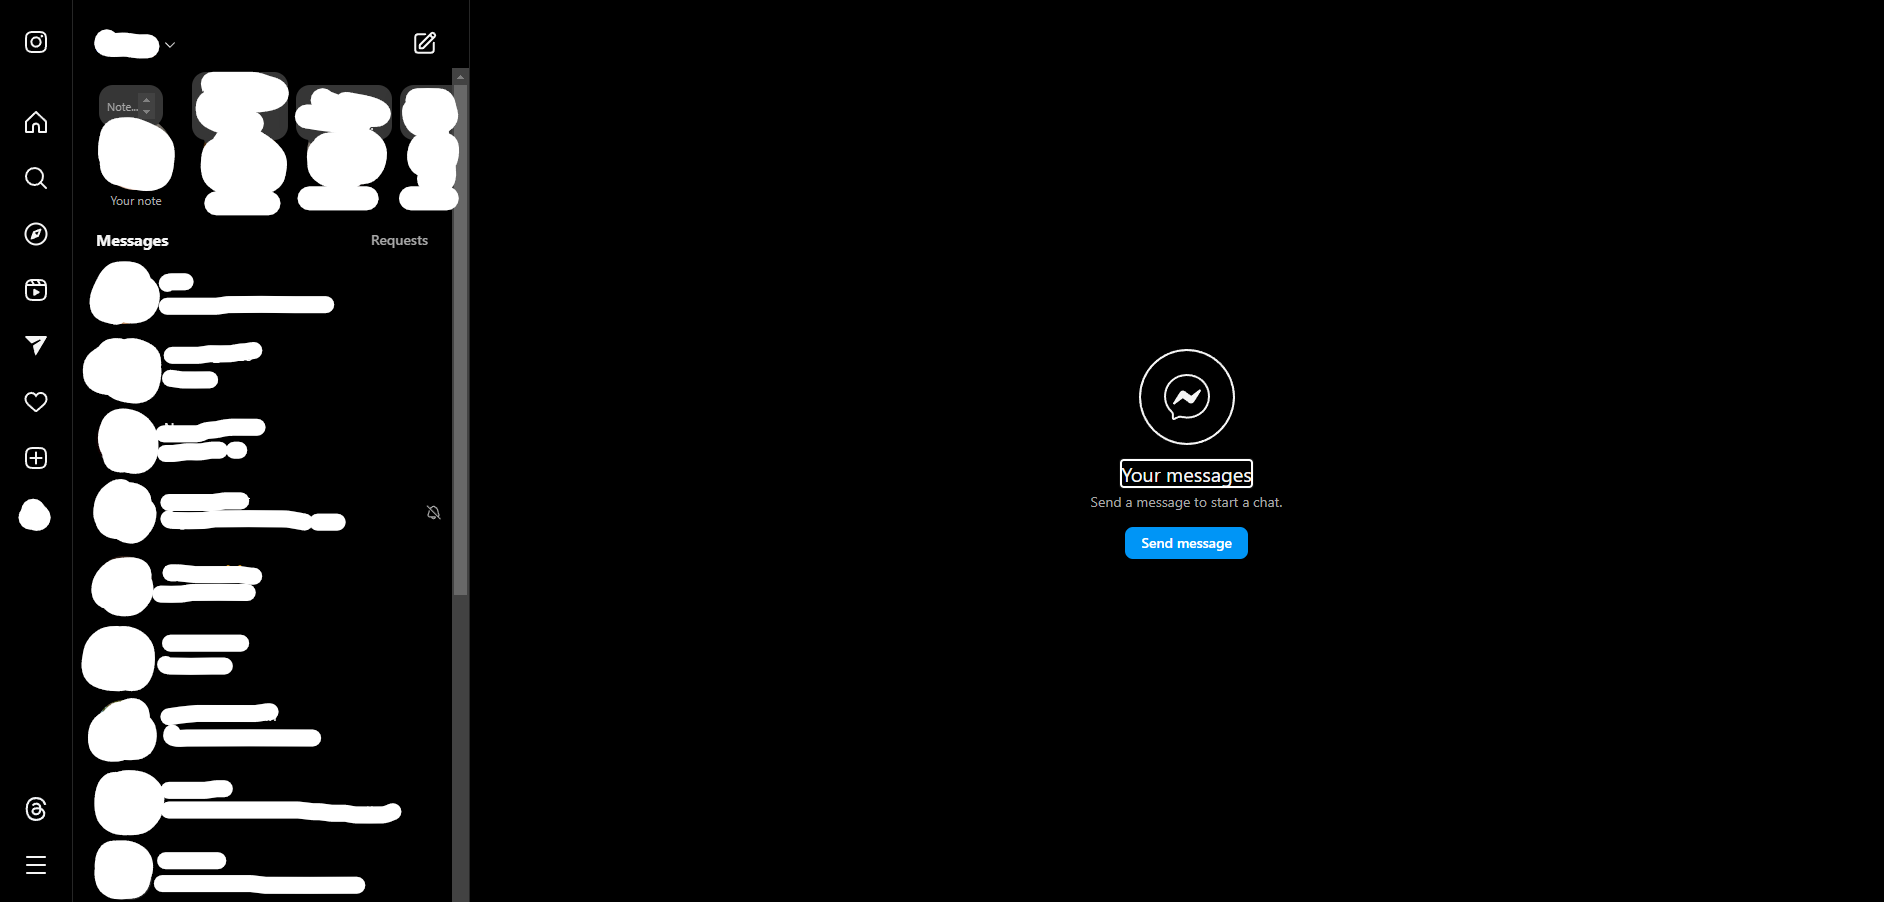 Note...
Your note
Messages
Requests
Your messages
Send a message to start a chat.
Send message